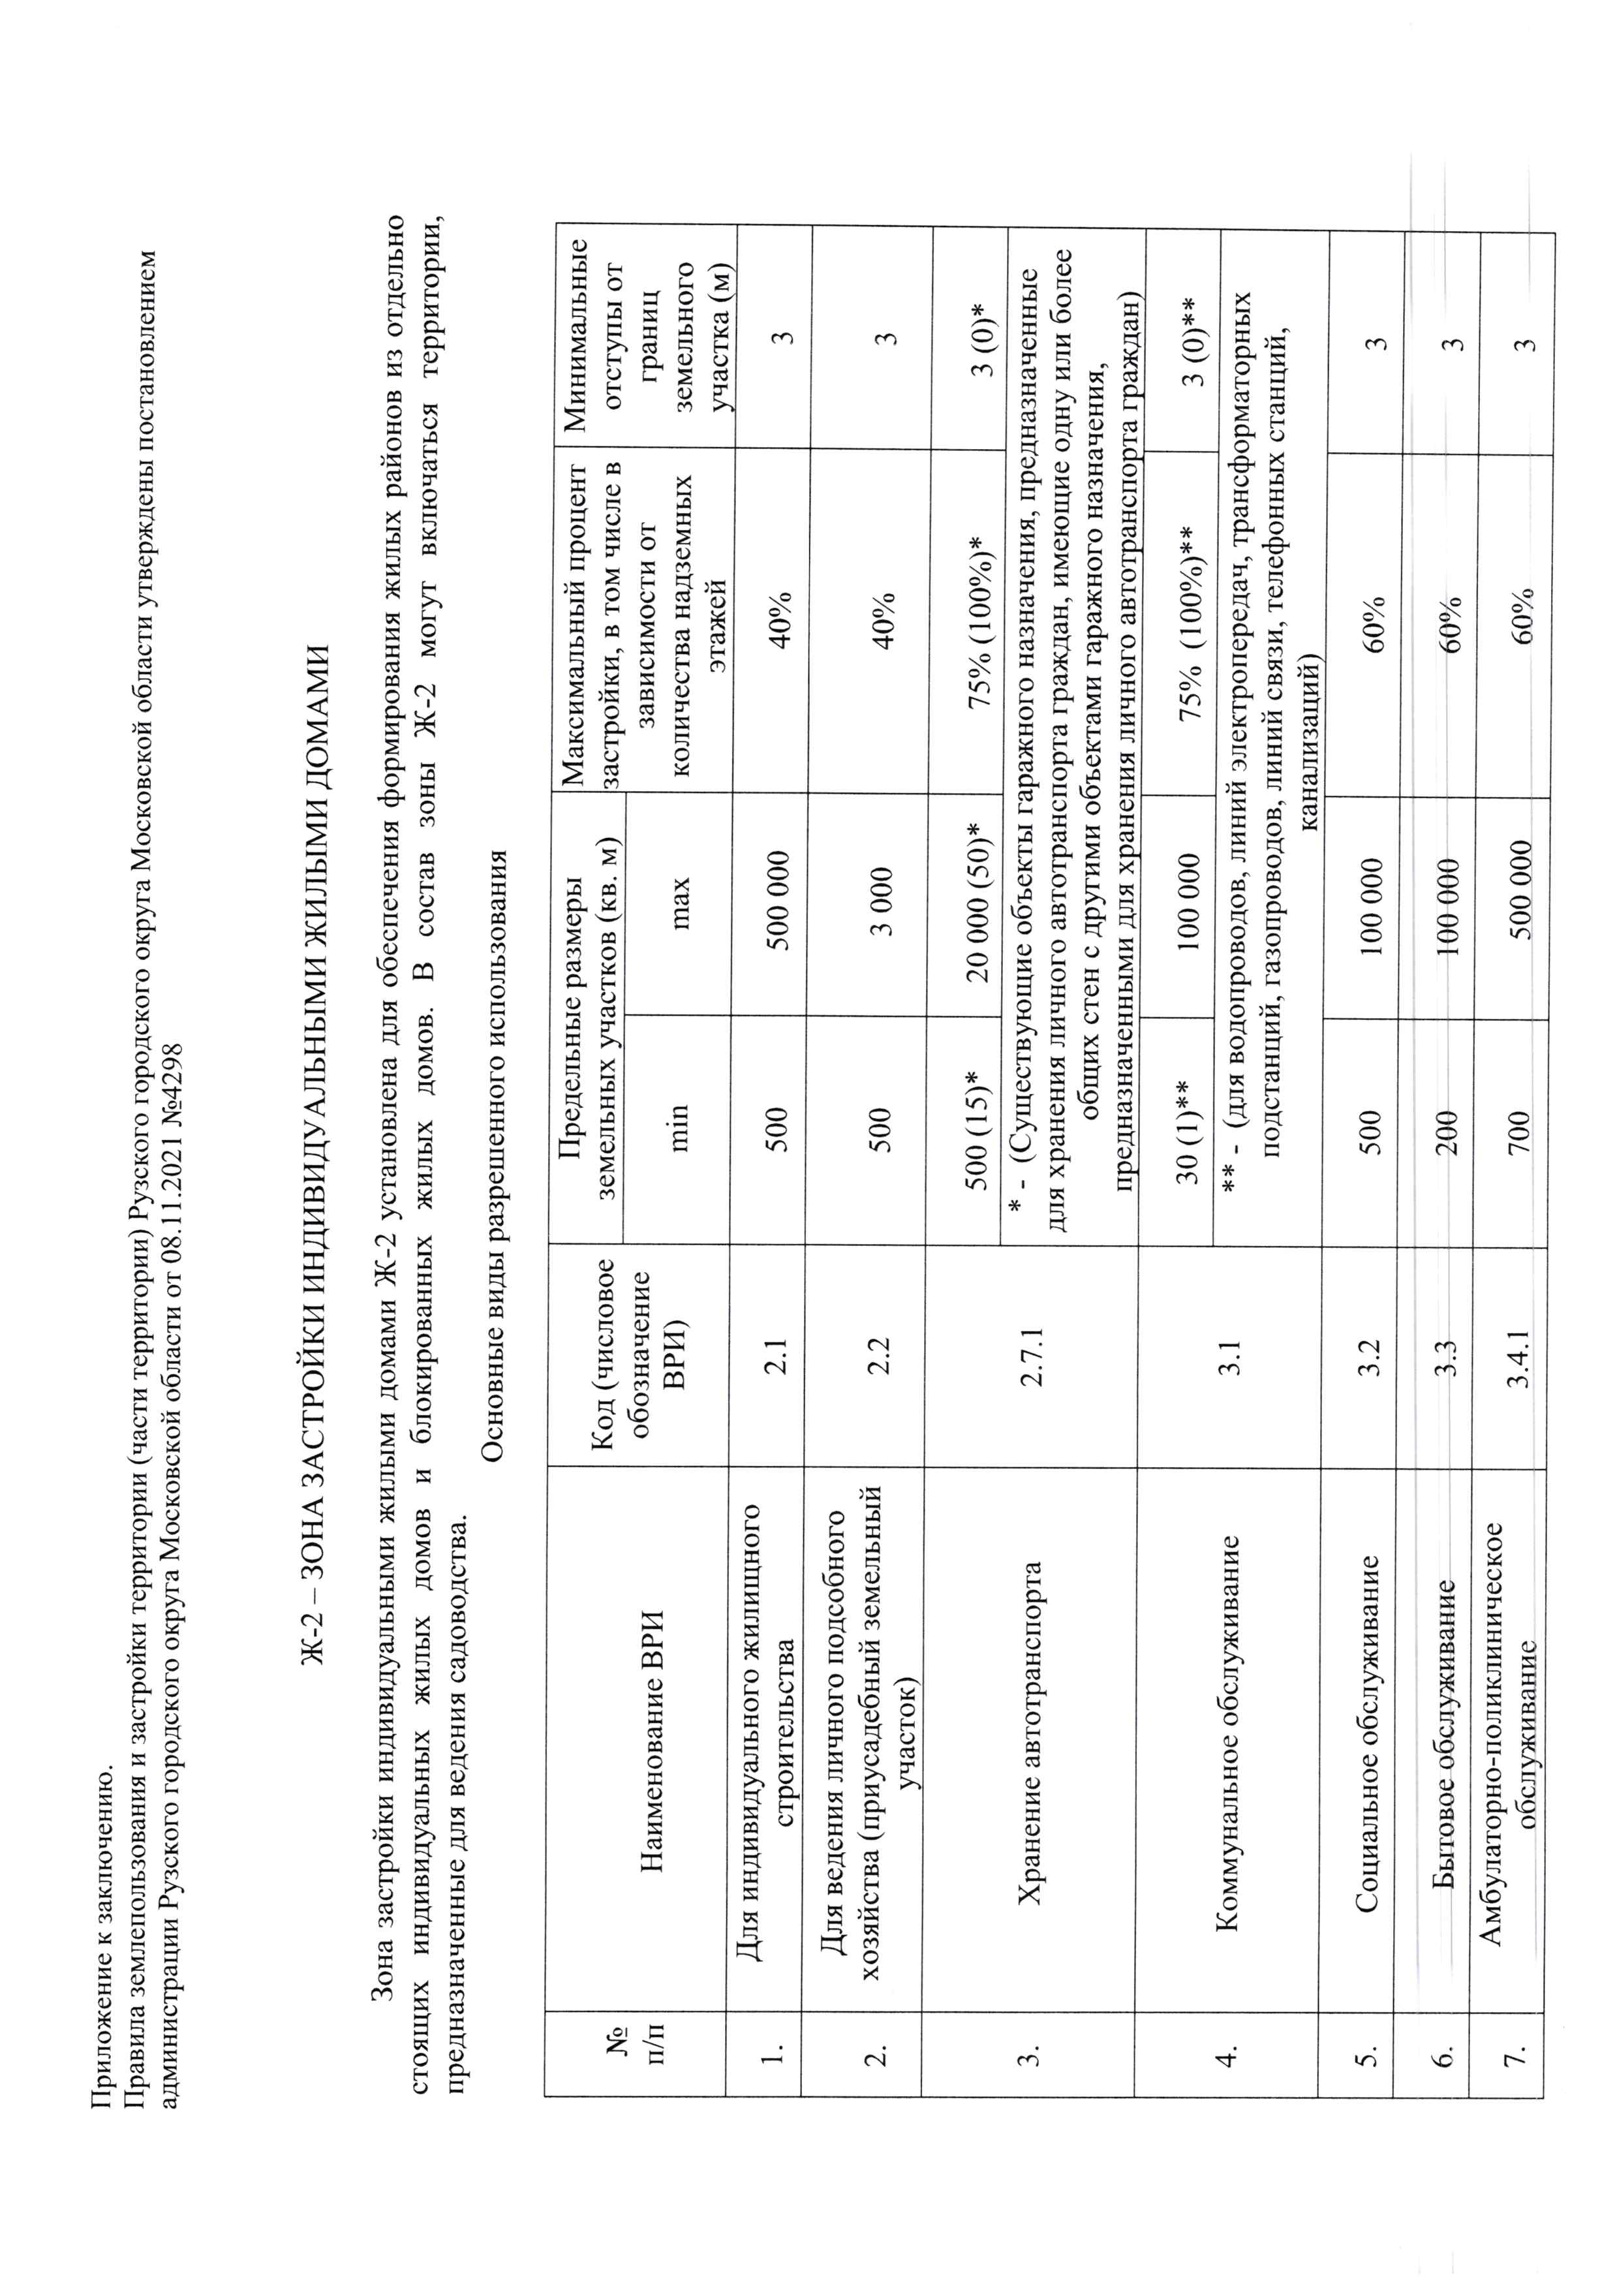 Приложение к заключению.
Правила землепользования и застройки территории (части территории) Рузского городского округа Московской области утверждены постановлением
администрации Рузского городского округа Московской области от 08.11.2021 №4298
Ж-2 – ЗОНА ЗАСТРОЙКИ ИНДИВИДУАЛЬНЫМИ ЖИЛЫМИ ДОМАМИ
Зона застройки индивидуальными жилыми домами Ж-2 установлена для обеспечения формирования жилых районов из отдельно
стоящих индивидуальных жилых домов и блокированных жилых домов. В состав зоны Ж-2 могут включаться территории,
предназначенные для ведения садоводства.
Основные виды разрешенного использования
№
п/п
Наименование ВРИ
Код (числовое
обозначение
ВРИ)
Предельные размеры
земельных участков (кв. м)
min
max
Максимальный процент
застройки, в том числе в
зависимости от
количества надземных
этажей
Минимальные
отступы от
границ
земельного
участка (м)
1.
Для индивидуального жилищного
строительства
2.1
500
500 000
40%
3
2.
Для ведения личного подсобного
хозяйства (приусадебный земельный
участок)
2.2
500
3 000
40%
3
3.
Хранение автотранспорта
2.7.1
500 (15)*
20 000 (50)*
75% (100%)*
3 (0)*
* - (Существующие объекты гаражного назначения, предназначенные
для хранения личного автотранспорта граждан, имеющие одну или более
общих стен с другими объектами гаражного назначения,
предназначенными для хранения личного автотранспорта граждан)
4.
Коммунальное обслуживание
3.1
30 (1)**
100 000
75% (100%)**
3 (0)**
** - (для водопроводов, линий электропередач, трансформаторных
подстанций, газопроводов, линий связи, телефонных станций,
канализаций)
5.
Социальное обслуживание
3.2
500
100 000
60%
3
6.
Бытовое обслуживание
3.3
200
100 000
60%
3
7.
Амбулаторно-поликлиническое
обслуживание
3.4.1
700
500 000
60%
3